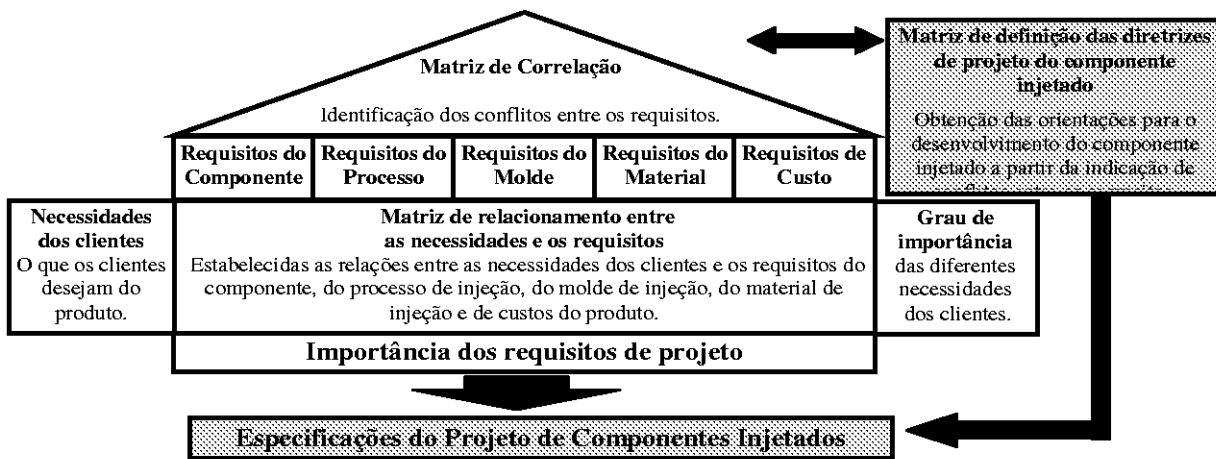 Matriz de Correlação
Identificação dos conflitos entre os requisitos.
Matriz de definição das diretrizes
de projeto do componente
injetado
Obtenção das orientações para o
desenvolvimento do componente
injetado a partir da indicação de
Requisitos do
Componente
Requisitos do
Processo
Requisitos do
Molde
Requisitos do
Material
Requisitos de
Custo
Necessidades
dos clientes
O que os clientes
desejam do
produto.
Matriz de relacionamento entre
as necessidades e os requisitos
Estabelecidas as relações entre as necessidades dos clientes e os requisitos do
componente, do processo de injeção, do molde de injeção, do material de
injeção e de custos do produto.
Grau de
importância
das diferentes
necessidades
dos clientes.
Importância dos requisitos de projeto
Especificações do Projeto de Componentes Injetados